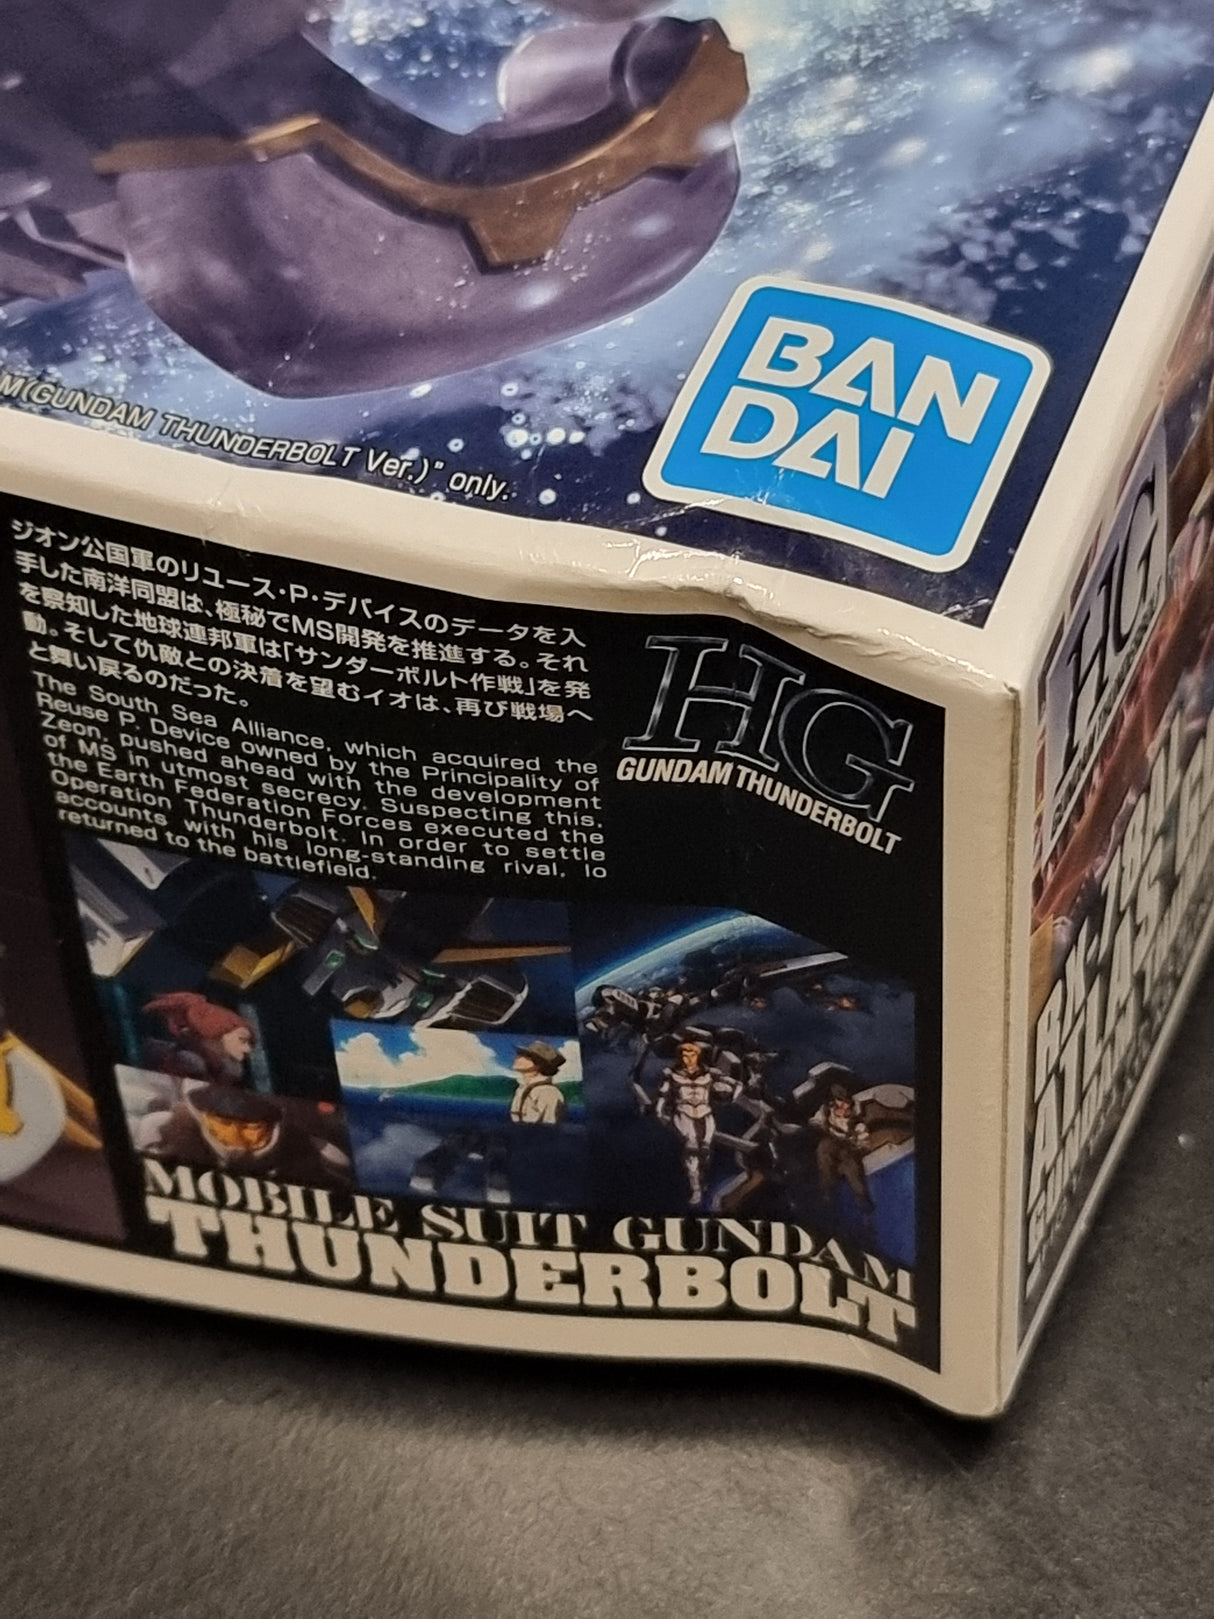 BAN
DAI
M(GUNDAM THUNDERBOLT Ver.)" only.
ジオン公国軍のリユース・P・デバイスのデータを入
手した南洋同盟は、極秘でMS開発を推進する。それ
を察知した地球連邦軍は「サンダーボルト作戦」を発
動。そして仇敵との決着を望むイオは、再び戦場へ
と舞い戻るのだった。
The South Sea Alliance, which acquired the
Reuse P. Device owned by the Principality of
Zeon, pushed ahead with the development
of MS in utmost secrecy. Suspecting this,
the Earth Federation Forces executed the
Operation Thunderbolt. In order to settle
accounts with his long-standing rival, Io
returned to the battlefield.
HG
GUNDAM THUNDERBOLT
MOBILE SUIT GUNDAM
THUNDERBOLT
HG